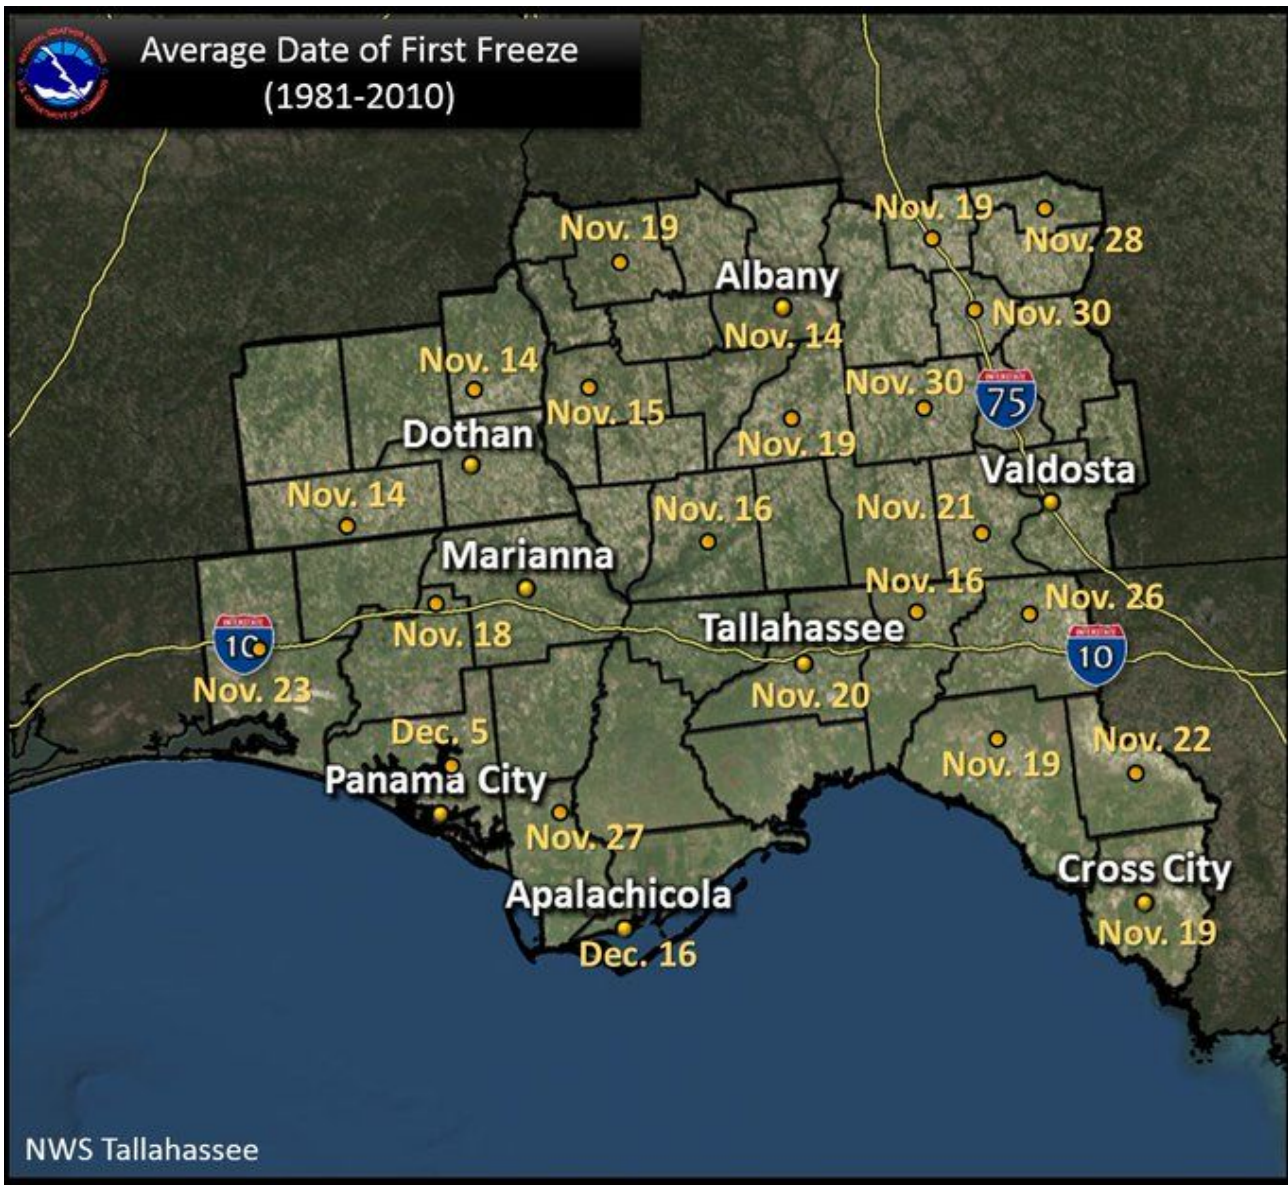 Average Date of First Freeze
(1981-2010)
Nov. 19
Nov. 19
Nov. 28
Albany
Nov. 14
Nov. 30
Nov. 14
Nov. 15
Nov. 30
INTERSTATE
75
Dothan
Nov. 19
Valdosta
Nov. 14
Nov. 16
Nov. 21
Marianna
Nov. 16
Nov. 26
INTERSTATE
10
Nov. 18
Tallahassee
INTERSTATE
10
Nov. 23
Nov. 20
Dec. 5
Nov. 19
Nov. 22
Panama City
Nov. 27
Cross City
Apalachicola
Nov. 19
Dec. 16
NWS Tallahassee